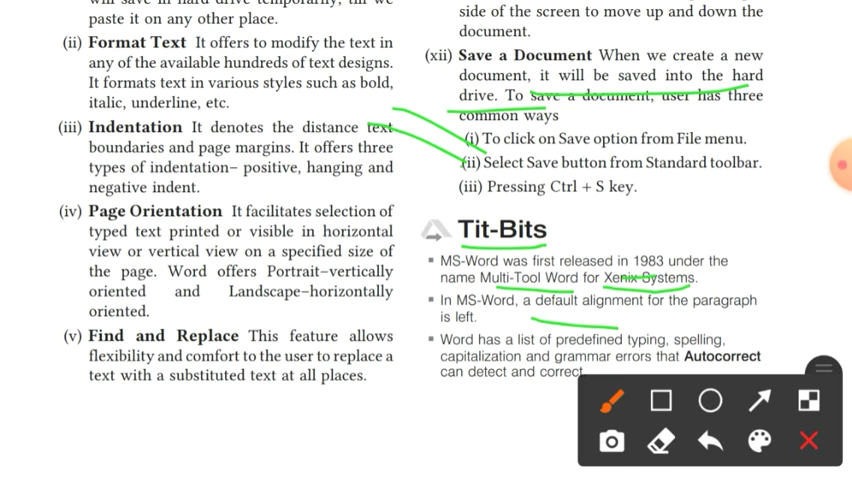 will save in hard drive temporarily, till we
paste it on any other place.
(ii) Format Text It offers to modify the text in
any of the available hundreds of text designs.
It formats text in various styles such as bold,
italic, underline, etc.
(iii) Indentation It denotes the distance text
boundaries and page margins. It offers three
types of indentation– positive, hanging and
negative indent.
(iv) Page Orientation It facilitates selection of
typed text printed or visible in horizontal
view or vertical view on a specified size of
the page. Word offers Portrait–vertically
oriented and Landscape–horizontally
oriented.
(v) Find and Replace This feature allows
flexibility and comfort to the user to replace a
text with a substituted text at all places.
side of the screen to move up and down the
document.
(xii) Save a Document When we create a new
document, it will be saved into the hard
drive. To save a document, user has three
common ways
(i) To click on Save option from File menu.
(ii) Select Save button from Standard toolbar.
(iii) Pressing Ctrl + S key.
Tit-Bits
▪ MS-Word was first released in 1983 under the
name Multi-Tool Word for Xenix Systems.
▪ In MS-Word, a default alignment for the paragraph
is left.
▪ Word has a list of predefined typing, spelling,
capitalization and grammar errors that Autocorrect
can detect and correct